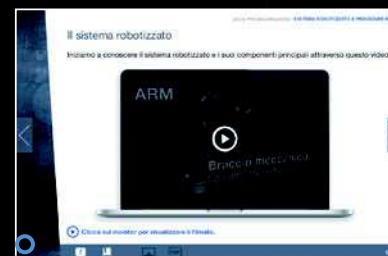 Il sistema robotizzato
Iniziamo a conoscere il sistema robotizzato e i suoi componenti principali attraverso questo video
ARM
Braccio meccanico
Clicca sul monitor per visualizzare il filmato.